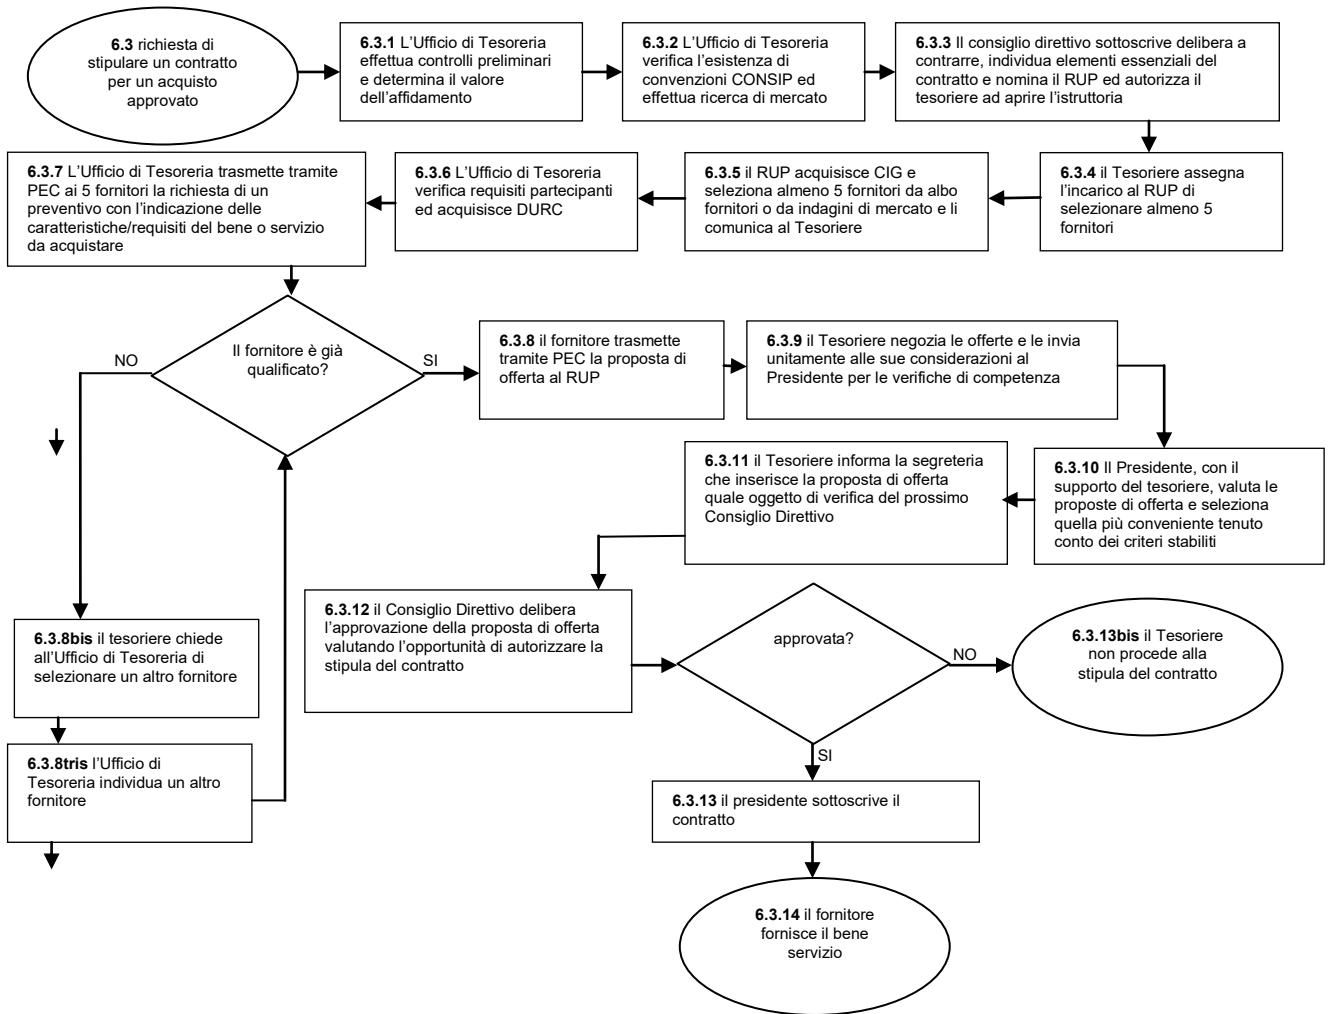 6.3 richiesta di
stipulare un contratto
per un acquisto
approvato
6.3.1 L'Ufficio di Tesoreria
effettua controlli preliminari
e determina il valore
dell'affidamento
6.3.2 L'Ufficio di Tesoreria
verifica l'esistenza di
convenzioni CONSIP ed
effettua ricerca di mercato
6.3.3 Il consiglio direttivo sottoscrive delibera a
contrarre, individua elementi essenziali del
contratto e nomina il RUP ed autorizza il
tesoriere ad aprire l'istruttoria
6.3.4 il Tesoriere assegna
l'incarico al RUP di
selezionare almeno 5
fornitori
6.3.5 il RUP acquisisce CIG e
seleziona almeno 5 fornitori da albo
fornitori o da indagini di mercato e li
comunica al Tesoriere
6.3.6 L'Ufficio di Tesoreria
verifica requisiti partecipanti
ed acquisisce DURC
6.3.7 L'Ufficio di Tesoreria trasmette tramite
PEC ai 5 fornitori la richiesta di un
preventivo con l'indicazione delle
caratteristiche/requisiti del bene o servizio
da acquistare
Il fornitore è già
qualificato?
NO
SI
6.3.8 il fornitore trasmette
tramite PEC la proposta di
offerta al RUP
6.3.9 il Tesoriere negozia le offerte e le invia
unitamente alle sue considerazioni al
Presidente per le verifiche di competenza
6.3.10 Il Presidente, con il
supporto del tesoriere, valuta le
proposte di offerta e seleziona
quella più conveniente tenuto
conto dei criteri stabiliti
6.3.11 il Tesoriere informa la segreteria
che inserisce la proposta di offerta
quale oggetto di verifica del prossimo
Consiglio Direttivo
6.3.12 il Consiglio Direttivo delibera
l'approvazione della proposta di offerta
valutando l'opportunità di autorizzare la
stipula del contratto
approvata?
NO
6.3.13bis il Tesoriere
non procede alla
stipula del contratto
6.3.8bis il tesoriere chiede
all'Ufficio di Tesoreria di
selezionare un altro fornitore
6.3.8tris l'Ufficio di
Tesoreria individua un altro
fornitore
SI
6.3.13 il presidente sottoscrive il
contratto
6.3.14 il fornitore
fornisce il bene
servizio